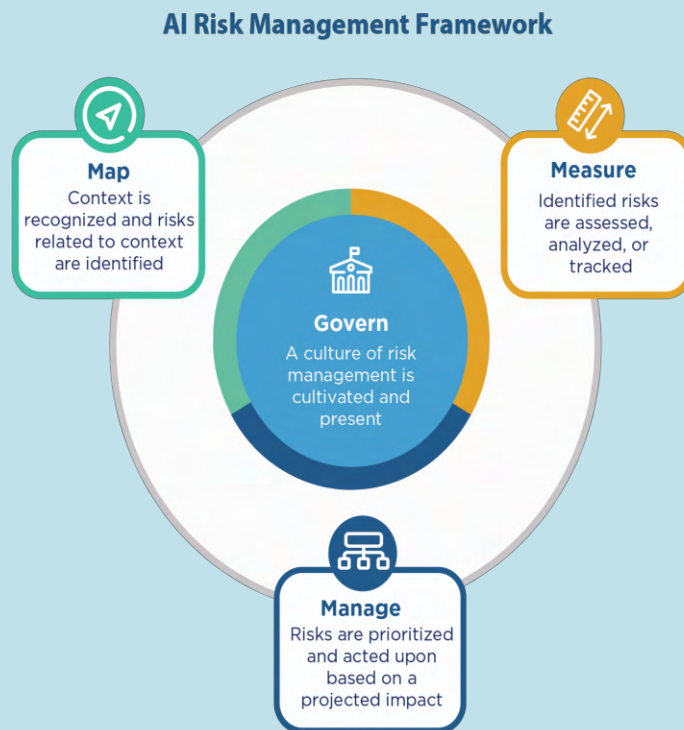 AI Risk Management Framework
Map
Context is
recognized and risks
related to context
are identified
Measure
Identified risks
are assessed,
analyzed, or
tracked
Govern
A culture of risk
management is
cultivated and
present
Manage
Risks are prioritized
and acted upon
based on a
projected impact